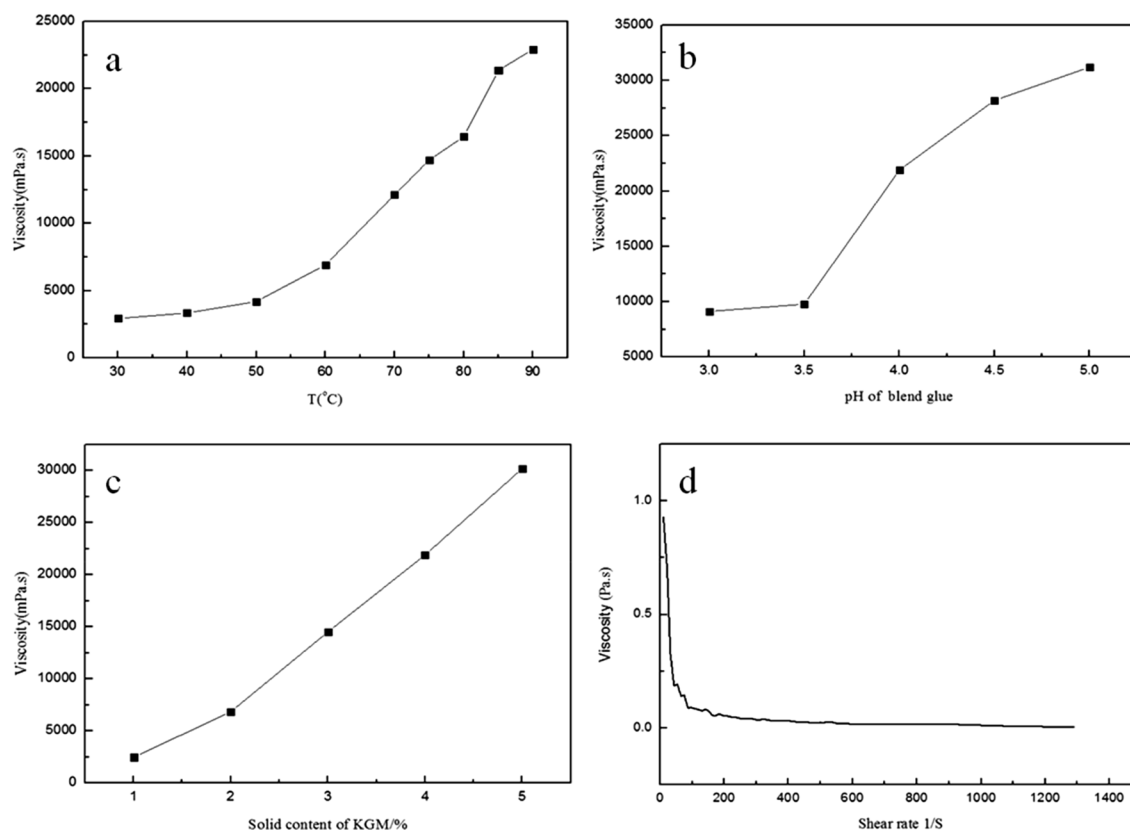 a
Viscosity(mPa.s)
25000
20000
15000
10000
5000
0
30 40 50 60 70 80 90
T(°C)
b
Viscosity(mPa.s)
35000
30000
25000
20000
15000
10000
5000
3.0 3.5 4.0 4.5 5.0
pH of blend glue
c
Viscosity(mPa.s)
30000
25000
20000
15000
10000
5000
0
1 2 3 4 5
Solid content of KGM/%
d
Viscosity (Pa.s)
1.0
0.5
0.0
0 200 400 600 800 1000 1200 1400
Shear rate 1/S